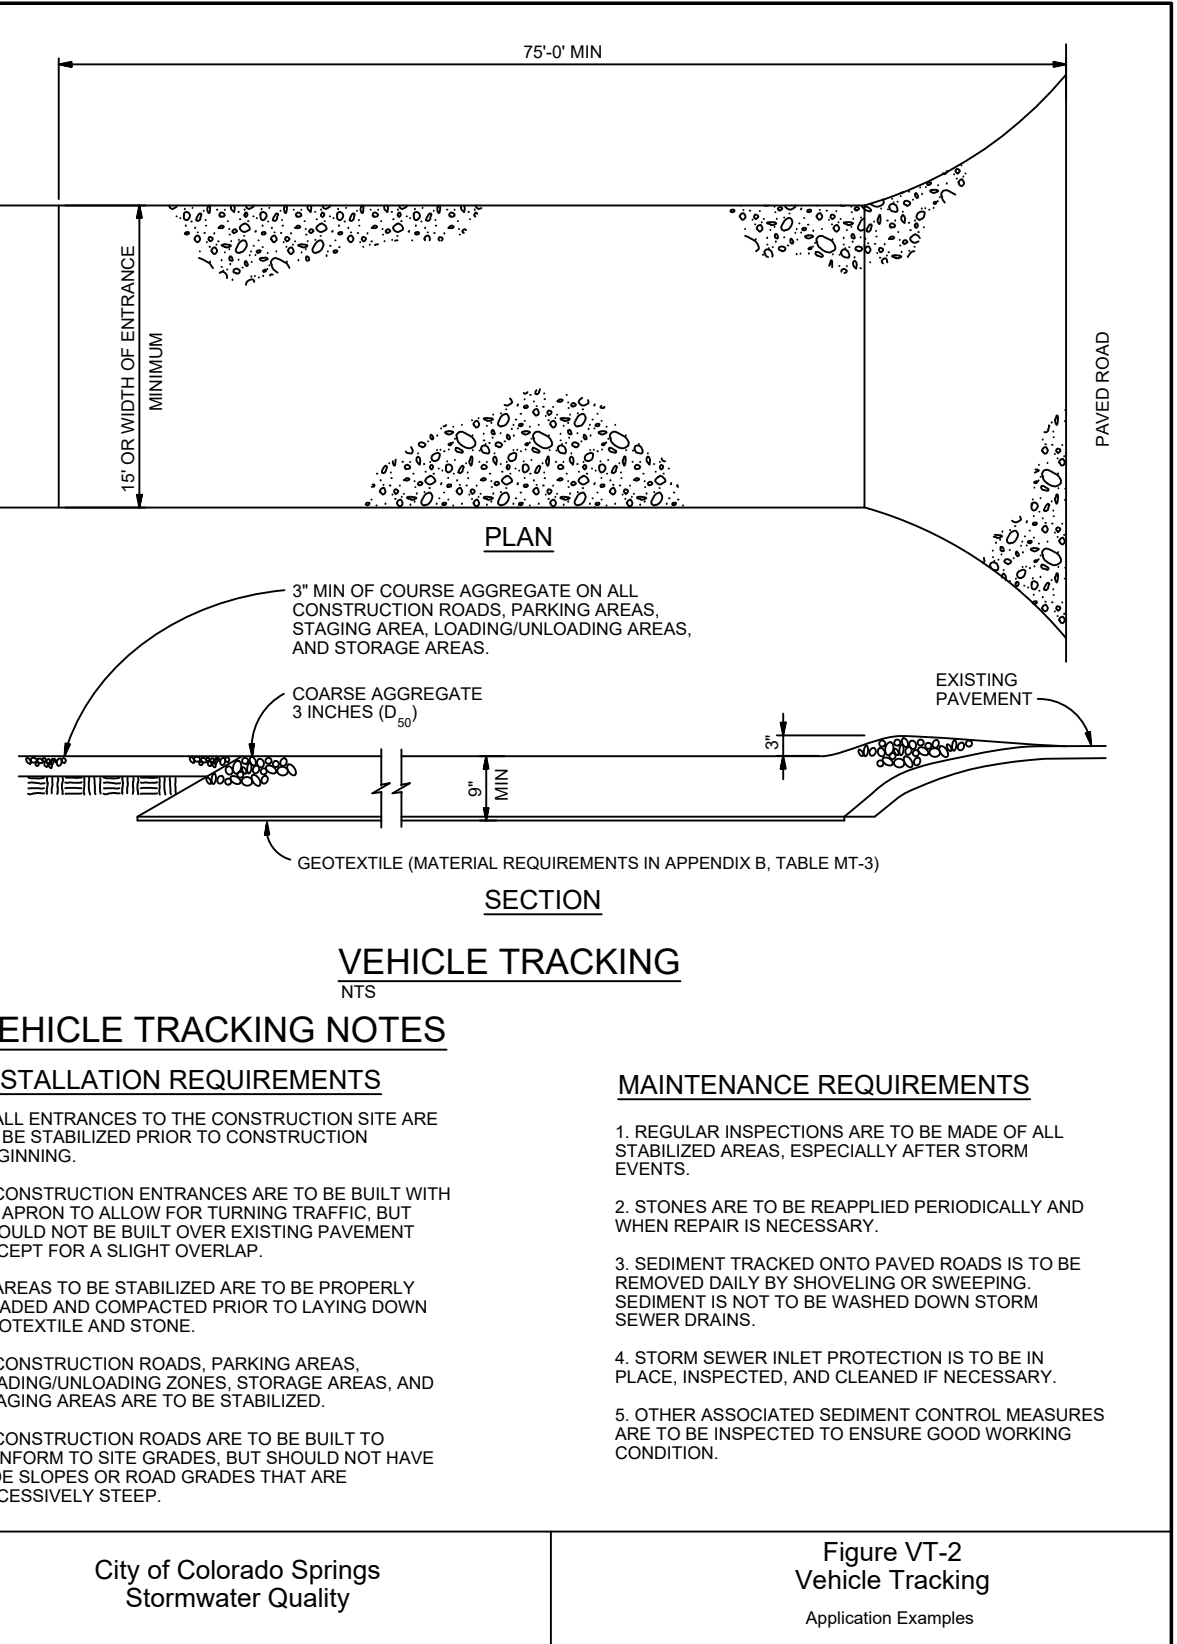 75'-0' MIN
15' OR WIDTH OF ENTRANCE
MINIMUM
PAVED ROAD
PLAN
3" MIN OF COURSE AGGREGATE ON ALL
CONSTRUCTION ROADS, PARKING AREAS,
STAGING AREA, LOADING/UNLOADING AREAS,
AND STORAGE AREAS.
COARSE AGGREGATE
3 INCHES (D50)
EXISTING
PAVEMENT
3"
9"
MIN
GEOTEXTILE (MATERIAL REQUIREMENTS IN APPENDIX B, TABLE MT-3)
SECTION
VEHICLE TRACKING
NTS
EHICLE TRACKING NOTES
STALLATION REQUIREMENTS
ALL ENTRANCES TO THE CONSTRUCTION SITE ARE
BE STABILIZED PRIOR TO CONSTRUCTION
GINNING.
CONSTRUCTION ENTRANCES ARE TO BE BUILT WITH
APRON TO ALLOW FOR TURNING TRAFFIC, BUT
OULD NOT BE BUILT OVER EXISTING PAVEMENT
CEPT FOR A SLIGHT OVERLAP.
AREAS TO BE STABILIZED ARE TO BE PROPERLY
ADED AND COMPACTED PRIOR TO LAYING DOWN
OTEXTILE AND STONE.
CONSTRUCTION ROADS, PARKING AREAS,
ADING/UNLOADING ZONES, STORAGE AREAS, AND
AGING AREAS ARE TO BE STABILIZED.
CONSTRUCTION ROADS ARE TO BE BUILT TO
NFORM TO SITE GRADES, BUT SHOULD NOT HAVE
DE SLOPES OR ROAD GRADES THAT ARE
CESSIVELY STEEP.
MAINTENANCE REQUIREMENTS
1. REGULAR INSPECTIONS ARE TO BE MADE OF ALL
STABILIZED AREAS, ESPECIALLY AFTER STORM
EVENTS.
2. STONES ARE TO BE REAPPLIED PERIODICALLY AND
WHEN REPAIR IS NECESSARY.
3. SEDIMENT TRACKED ONTO PAVED ROADS IS TO BE
REMOVED DAILY BY SHOVELING OR SWEEPING.
SEDIMENT IS NOT TO BE WASHED DOWN STORM
SEWER DRAINS.
4. STORM SEWER INLET PROTECTION IS TO BE IN
PLACE, INSPECTED, AND CLEANED IF NECESSARY.
5. OTHER ASSOCIATED SEDIMENT CONTROL MEASURES
ARE TO BE INSPECTED TO ENSURE GOOD WORKING
CONDITION.
City of Colorado Springs
Stormwater Quality
Figure VT-2
Vehicle Tracking
Application Examples